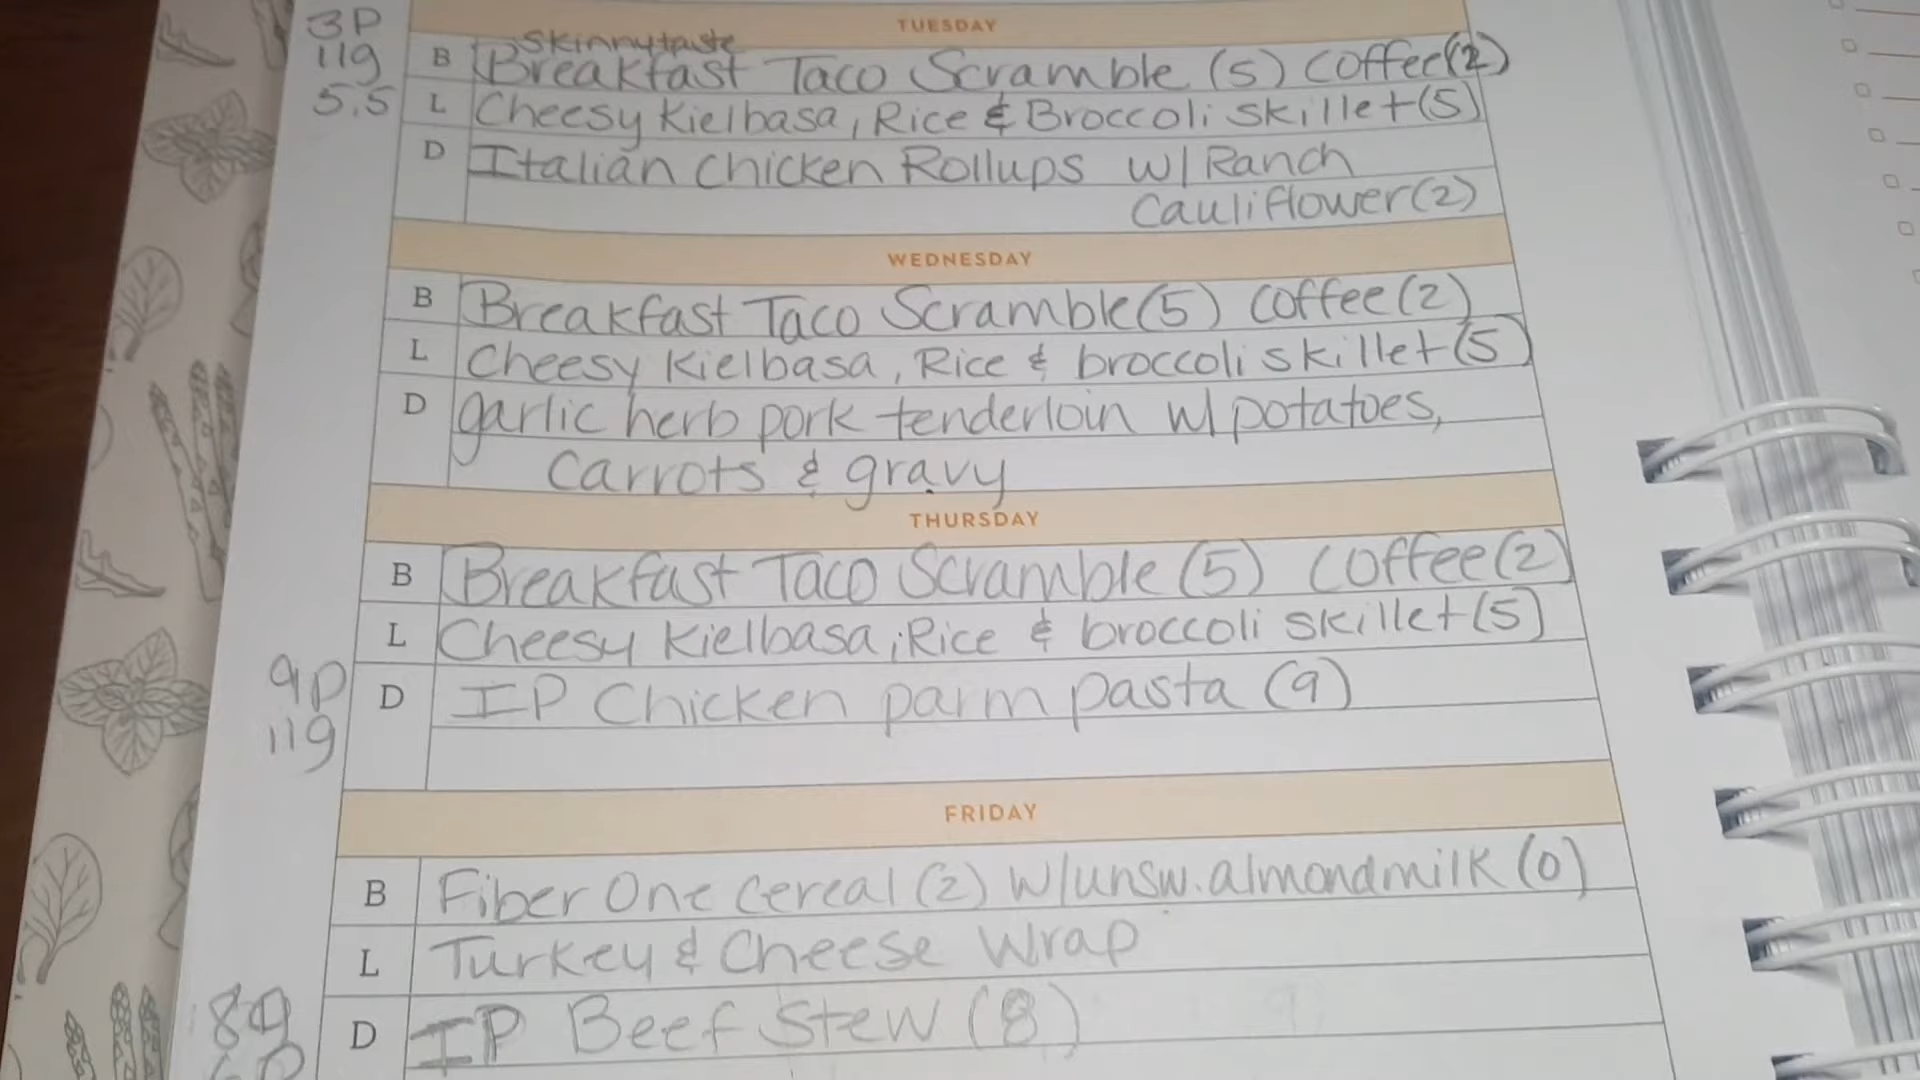 TUESDAY
3P
11g
5.5
Skinnytaste
B Breakfast Taco Scramble (5) Coffee (2)
L Cheesy Kielbasa, Rice & Broccoli skillet (5)
D Italian Chicken Rollups w/ Ranch
Cauliflower (2)
WEDNESDAY
B Breakfast Taco Scramble (5) Coffee (2)
L Cheesy Kielbasa, Rice & broccoli skillet (5)
D garlic herb pork tenderloin w/ potatoes,
Carrots & gravy
THURSDAY
B Breakfast Taco Scramble (5) Coffee (2)
L Cheesy Kielbasa, Rice & broccoli skillet (5)
9p
D IP Chicken parm pasta (9)
11g
FRIDAY
B Fiber One Cereal (2) w/unsw. almondmilk (0)
L Turkey & Cheese Wrap
D IP Beef Stew (8)